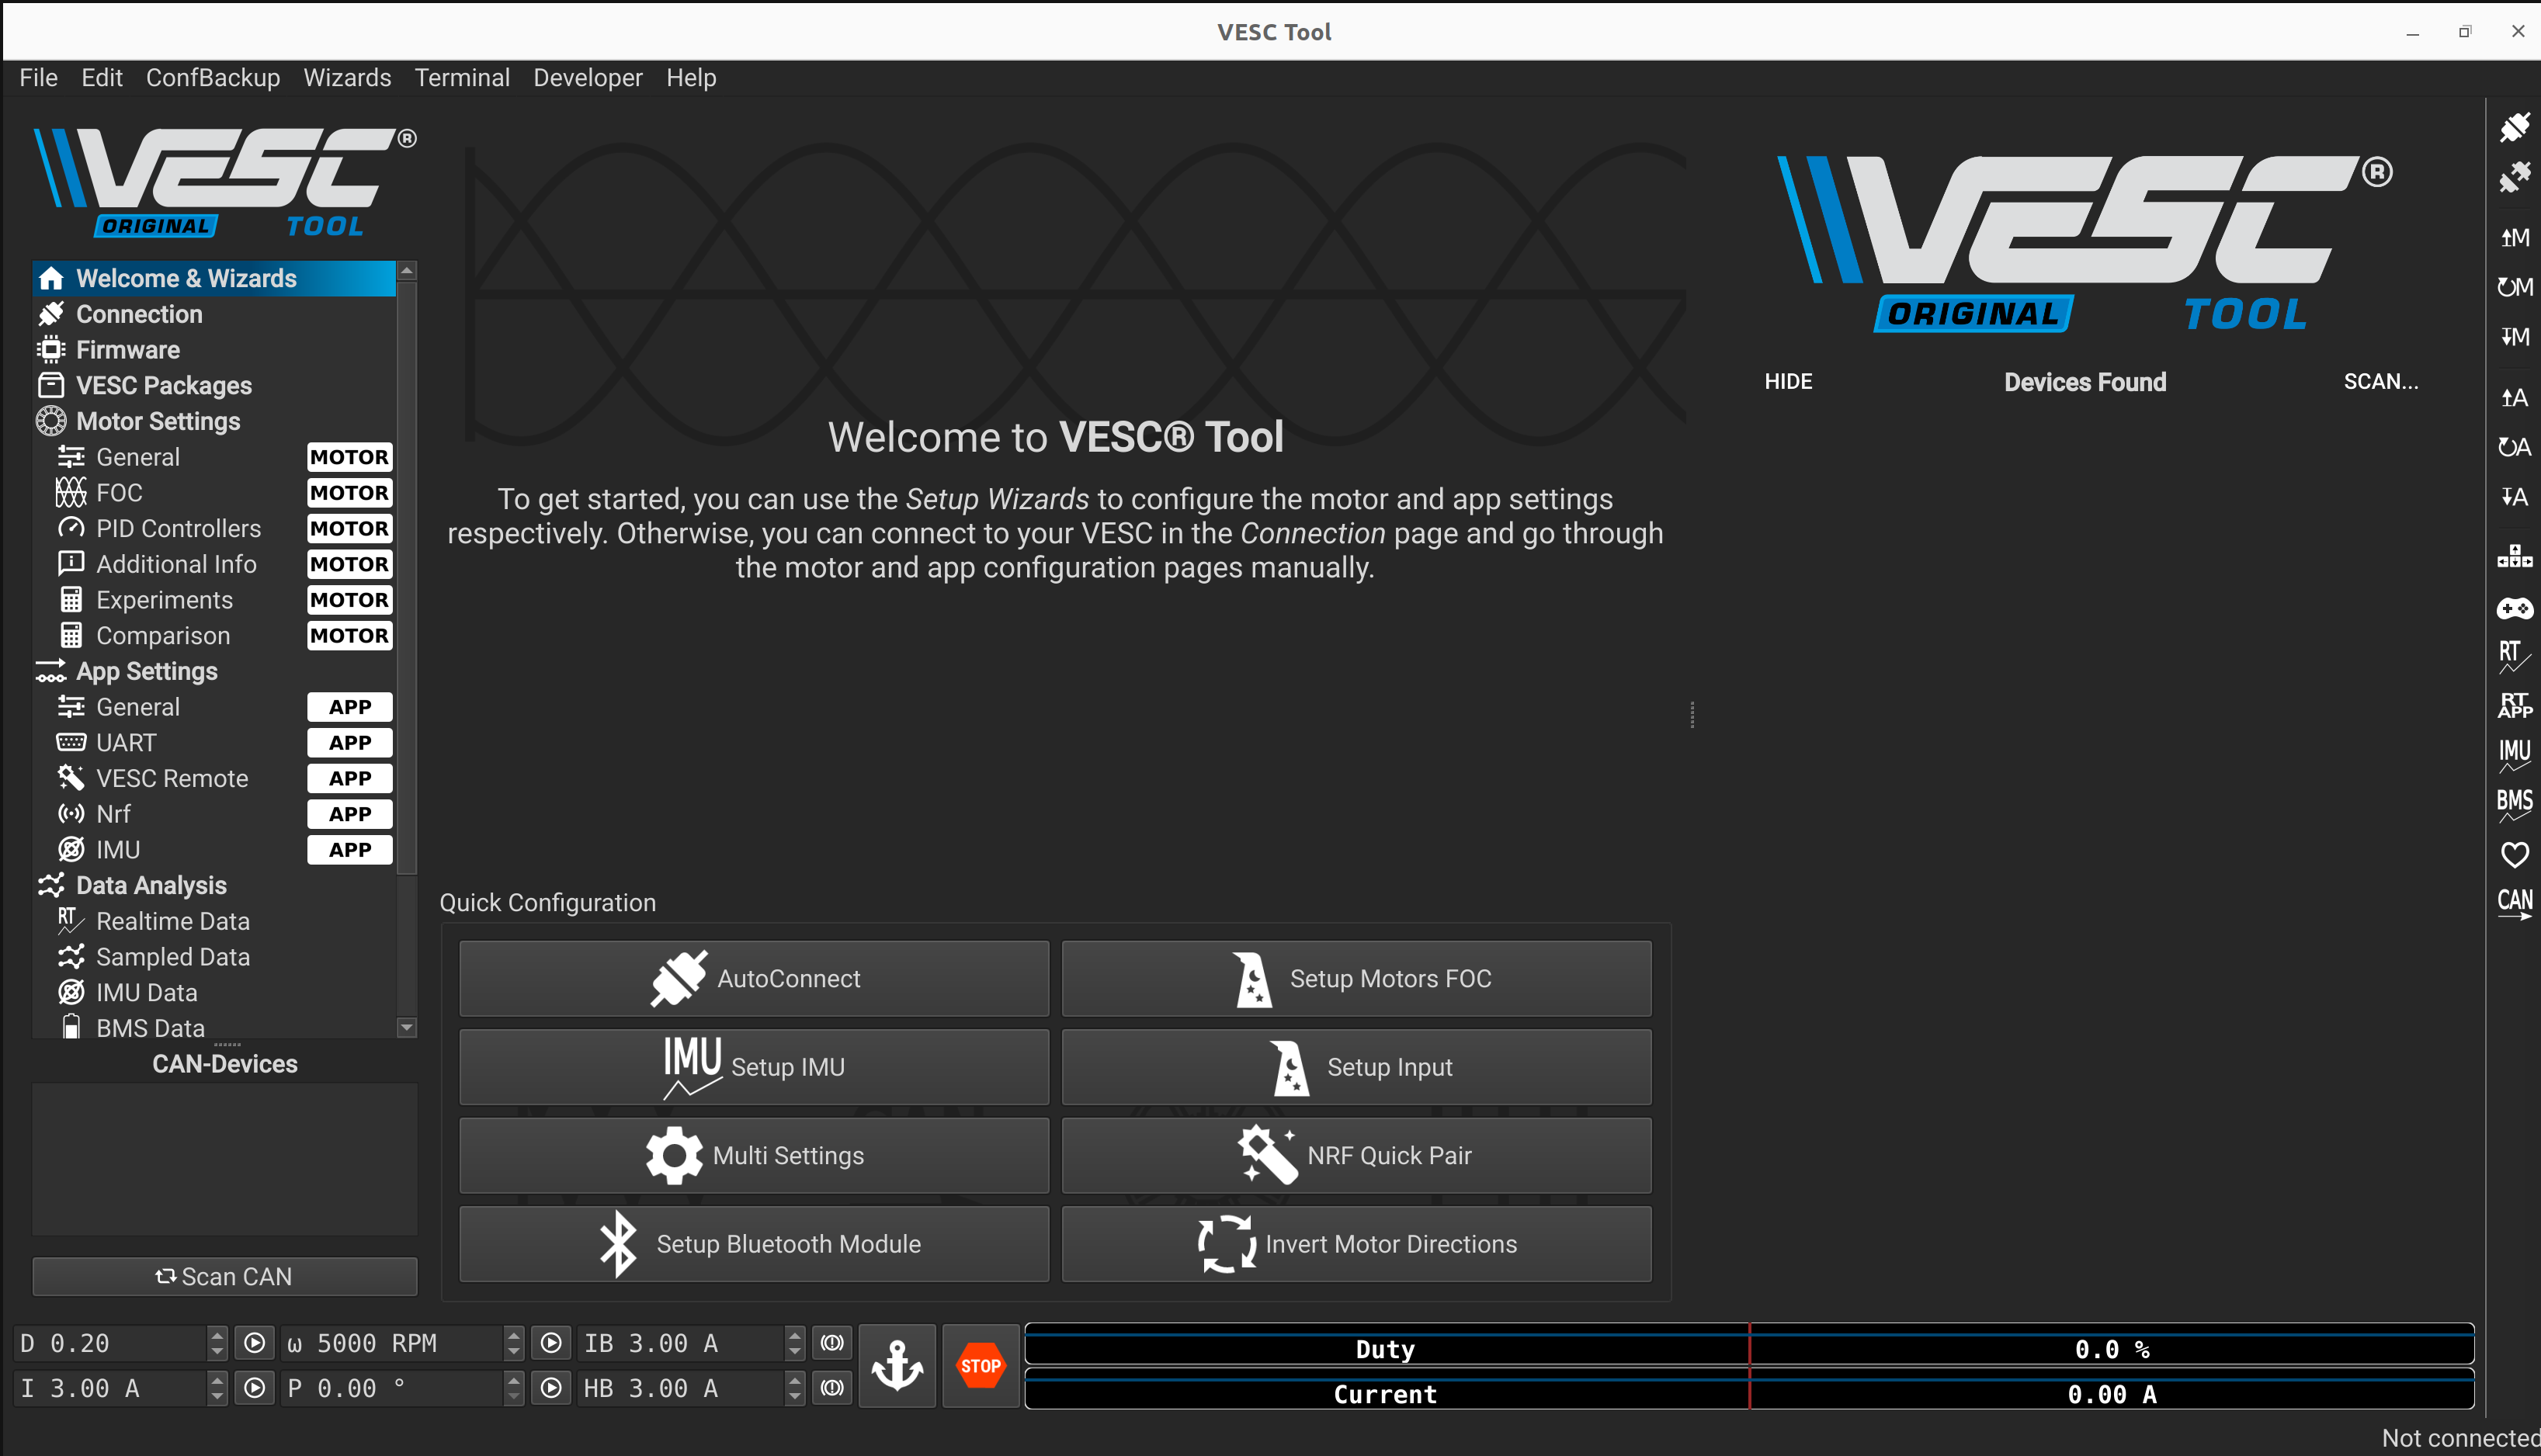 VESC Tool
File Edit ConfBackup Wizards Terminal Developer Help
VESC®
ORIGINAL TOOL
Welcome & Wizards
Connection
Firmware
VESC Packages
Motor Settings
General MOTOR
FOC MOTOR
PID Controllers MOTOR
Additional Info MOTOR
Experiments MOTOR
Comparison MOTOR
App Settings
General APP
UART APP
VESC Remote APP
Nrf APP
IMU APP
Data Analysis
RT Realtime Data
Sampled Data
IMU Data
BMS Data
CAN-Devices
Scan CAN
Welcome to VESC® Tool
To get started, you can use the Setup Wizards to configure the motor and app settings
respectively. Otherwise, you can connect to your VESC in the Connection page and go through
the motor and app configuration pages manually.
Quick Configuration
AutoConnect
Setup Motors FOC
IMU Setup IMU
Setup Input
Multi Settings
NRF Quick Pair
Setup Bluetooth Module
Invert Motor Directions
VESC®
ORIGINAL TOOL
HIDE Devices Found SCAN...
M
M
M
A
A
A
RT
RT
APP
IMU
BMS
CAN
D 0.20
ω 5000 RPM
IB 3.00 A
I 3.00 A
P 0.00 °
HB 3.00 A
STOP
Duty 0.0 %
Current 0.00 A
Not connected